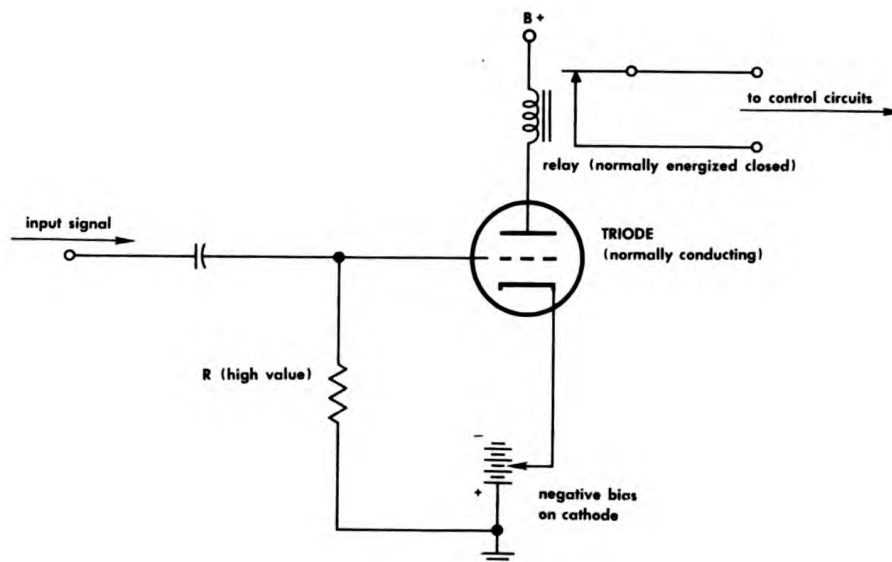 B+
to control circuits
relay (normally energized closed)
input signal
TRIODE
(normally conducting)
R (high value)
−
+
negative bias
on cathode